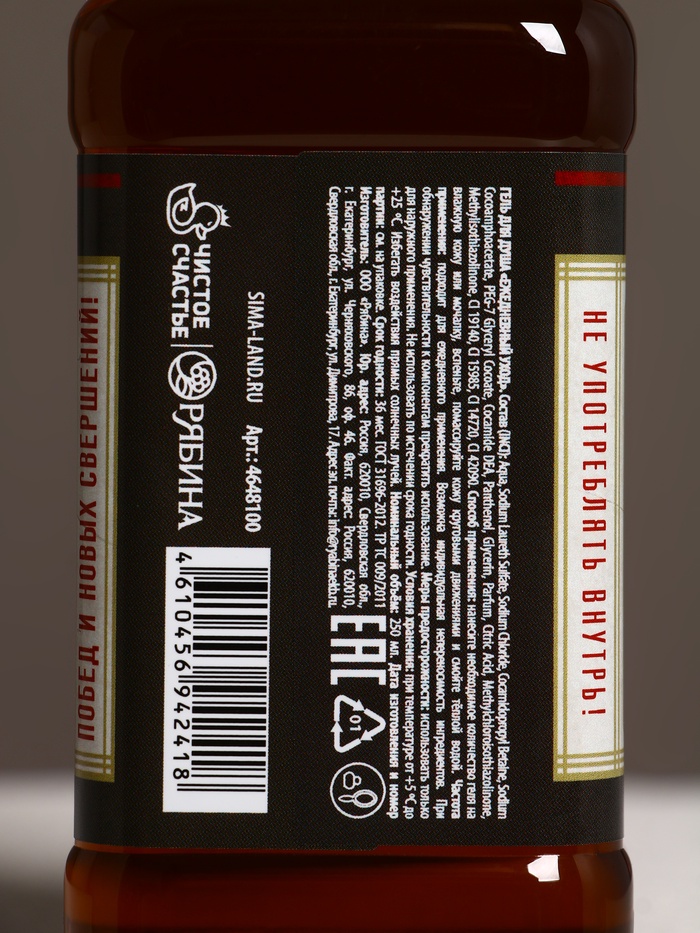 ПОБЕД И НОВЫХ СВЕРШЕНИЙ!
НЕ УПОТРЕБЛЯТЬ ВНУТРЬ!
ГЕЛЬ ДЛЯ ДУША «ЕЖЕДНЕВНЫЙ УХОД». Состав (INCI): Aqua, Sodium Laureth Sulfate, Sodium Chloride, Cocamidopropyl Betaine, Sodium
Cocoamphoacetate, PEG-7 Glyceryl Cocoate, Cocamide DEA, Panthenol, Glycerin, Parfum, Citric Acid, Methylchloroisothiazolinone,
Methylisothiazolinone, CI 19140, CI 15985, CI 14720, CI 42090. Способ применения: нанесите необходимое количество геля на
влажную кожу или мочалку, вспеньте, помассируйте кожу круговыми движениями и смойте тёплой водой. Частота
применения: подходит для ежедневного применения. Возможна индивидуальная непереносимость ингредиентов. При
обнаружении чувствительности к компонентам прекратить использование. Меры предосторожности: использовать только
для наружного применения. Не использовать по истечении срока годности. Условия хранения: при температуре от +5 °C до
+25 °C. Избегать воздействия прямых солнечных лучей. Номинальный объём: 250 мл. Дата изготовления и номер
партии: см. на упаковке. Срок годности: 36 мес. ГОСТ 31696-2012. ТР ТС 009/2011
Изготовитель: ООО «Рябина». Юр. адрес: Россия, 620010, Свердловская обл.,
г. Екатеринбург, ул. Черняховского, 86, оф. 46. Факт. адрес: Россия, 620010,
Свердловская обл., г. Екатеринбург, ул. Димитрова, 17. Адрес эл. почты: info@ryabinaekb.ru
EAC
01
SIMA-LAND.RU Арт.: 4648100
ЧИСТОЕ
СЧАСТЬЕ
РЯБИНА
4 610456 942418